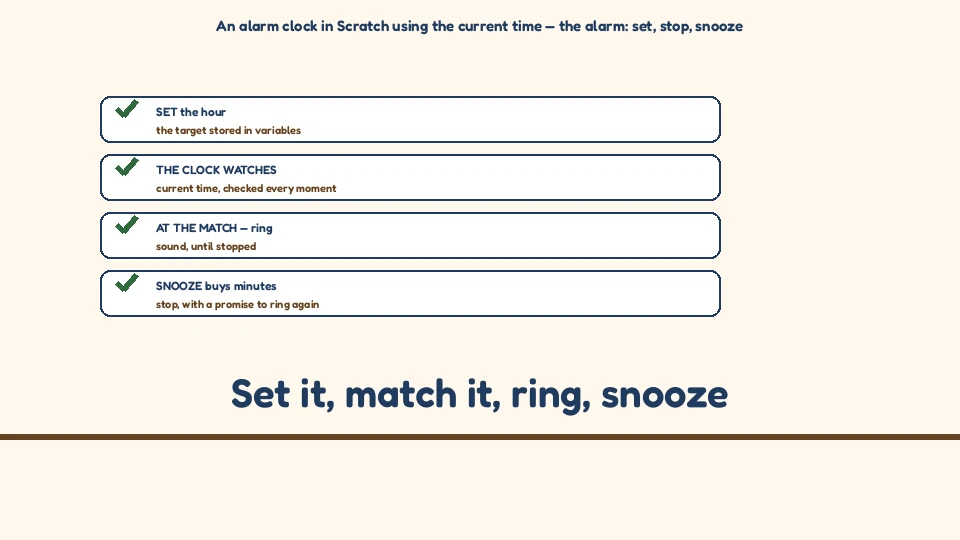 An alarm clock in Scratch using the current time — the alarm: set, stop, snooze
SET the hour
the target stored in variables
THE CLOCK WATCHES
current time, checked every moment
AT THE MATCH — ring
sound, until stopped
SNOOZE buys minutes
stop, with a promise to ring again
Set it, match it, ring, snooze